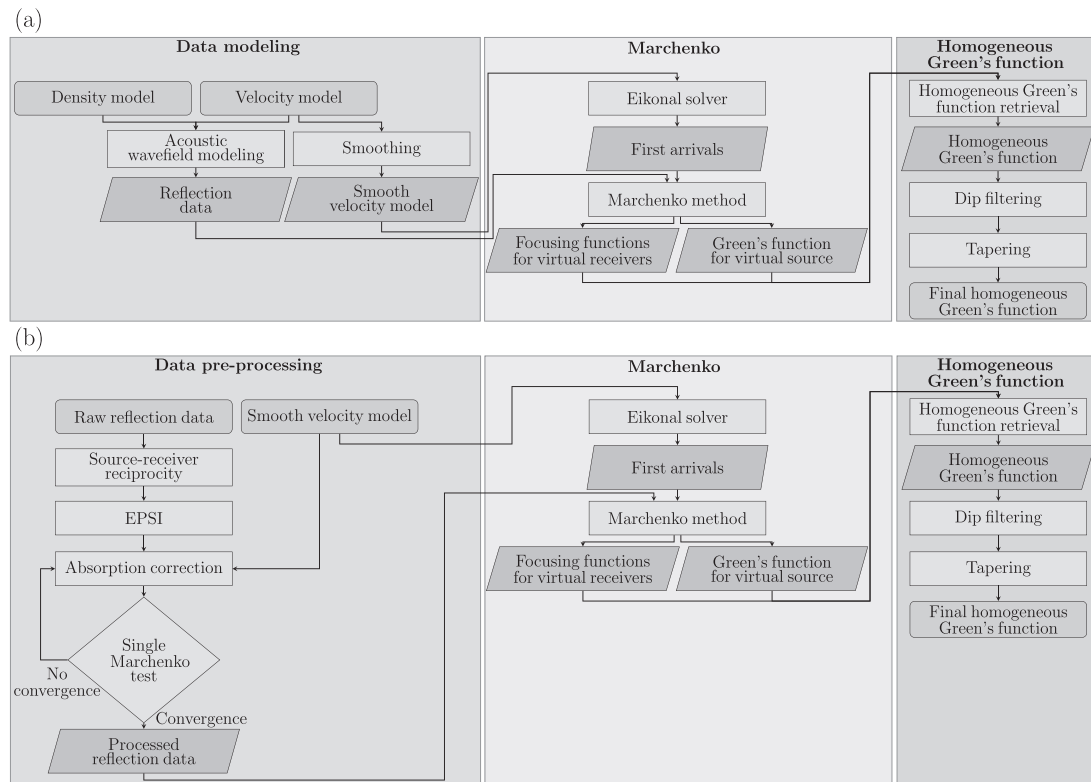 (a)
Data modeling
Density model
Velocity model
Acoustic
wavefield modeling
Smoothing
Reflection
data
Smooth
velocity model
Marchenko
Eikonal solver
First arrivals
Marchenko method
Focusing functions
for virtual receivers
Green's function
for virtual source
Homogeneous
Green's function
Homogeneous Green's
function retrieval
Homogeneous
Green's function
Dip filtering
Tapering
Final homogeneous
Green's function
(b)
Data pre-processing
Raw reflection data
Smooth velocity model
Source-receiver
reciprocity
EPSI
Absorption correction
Single
Marchenko
test
No
convergence
Convergence
Processed
reflection data
Marchenko
Eikonal solver
First arrivals
Marchenko method
Focusing functions
for virtual receivers
Green's function
for virtual source
Homogeneous
Green's function
Homogeneous Green's
function retrieval
Homogeneous
Green's function
Dip filtering
Tapering
Final homogeneous
Green's function